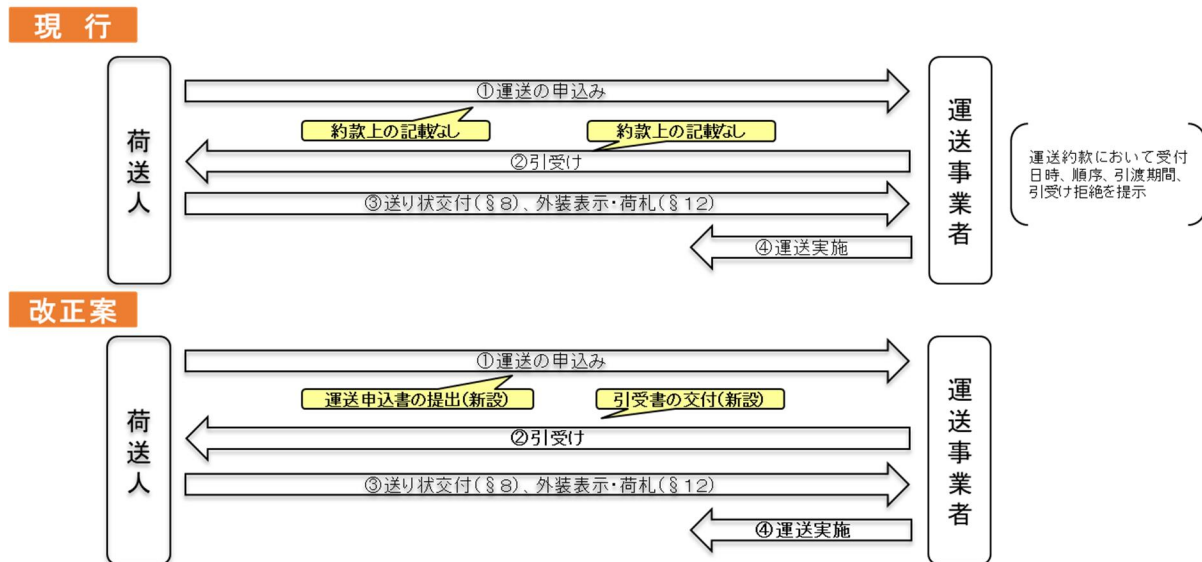 現 行
荷送人
①運送の申込み
約款上の記載なし
約款上の記載なし
②引受け
③送り状交付(§8)、外装表示・荷札(§12)
④運送実施
運送事業者
運送約款において受付
日時、順序、引渡期間、
引受け拒絶を提示
改正案
荷送人
①運送の申込み
運送申込書の提出(新設)
引受書の交付(新設)
②引受け
③送り状交付(§8)、外装表示・荷札(§12)
④運送実施
運送事業者